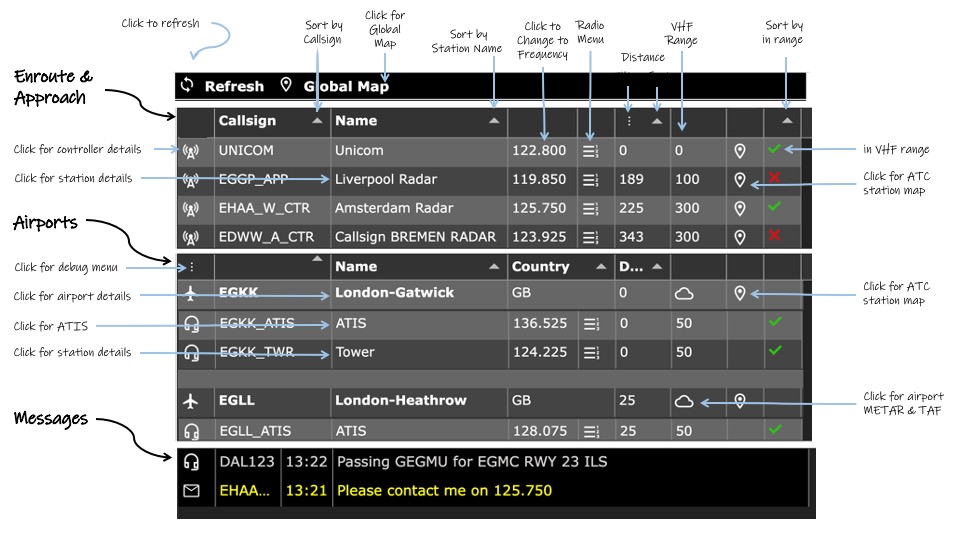 Click to refresh
Sort by
Callsign
Click for
Global
Map
Sort by
Station Name
Click to
Change to
Frequency
Radio
Menu
Distance
VHF
Range
Sort by
in range
Enroute &
Approach
Refresh Global Map
Callsign Name
Click for controller details UNICOM Unicom 122.800 0 0 in VHF range
Click for station details EGGP_APP Liverpool Radar 119.850 189 100 Click for ATC
station map
EHAA_W_CTR Amsterdam Radar 125.750 225 300
EDWW_A_CTR Callsign BREMEN RADAR 123.925 343 300
Airports
Click for debug menu Name Country D...
Click for airport details EGKK London-Gatwick GB 0 Click for ATC
station map
Click for ATIS EGKK_ATIS ATIS 136.525 0 50
Click for station details EGKK_TWR Tower 124.225 0 50
EGLL London-Heathrow GB 25 Click for airport
METAR & TAF
EGLL_ATIS ATIS 128.075 25 50
Messages
DAL123 13:22 Passing GEGMU for EGMC RWY 23 ILS
EHAA... 13:21 Please contact me on 125.750